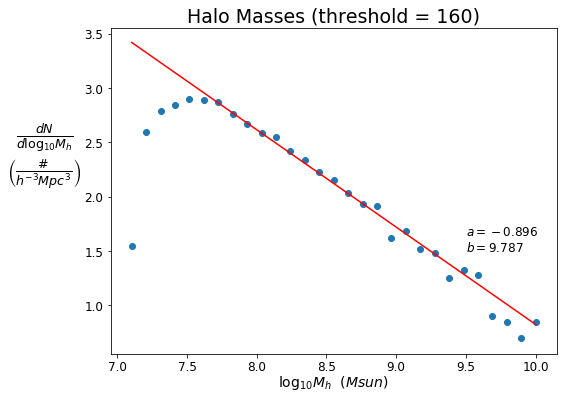 Halo Masses (threshold = 160)
3.5
3.0
2.5
2.0
1.5
1.0
dN
dlog₁₀Mₕ
(#
h⁻³Mpc³)
a = −0.896
b = 9.787
7.0 7.5 8.0 8.5 9.0 9.5 10.0
log₁₀Mₕ (Msun)